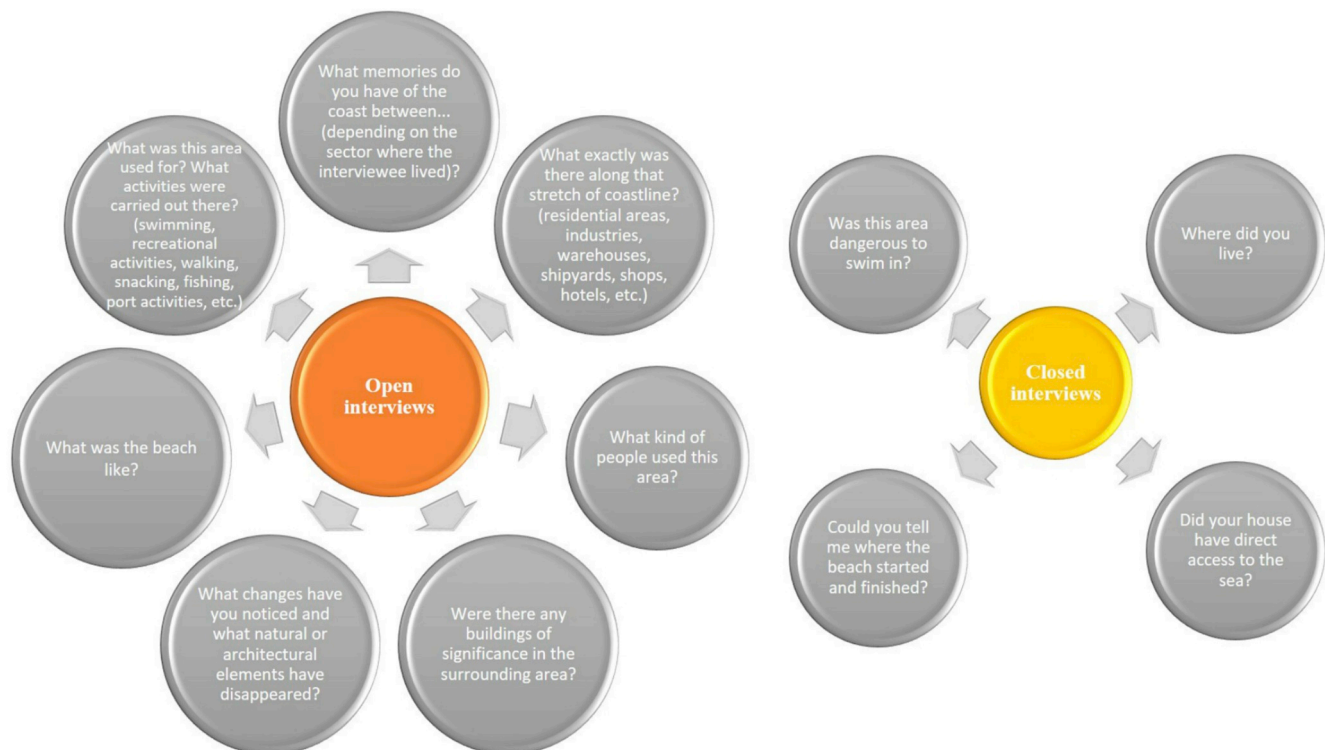 What memories do
you have of the
coast between...
(depending on the
sector where the
interviewee lived)?
What was this area
used for? What
activities were
carried out there?
(swimming,
recreational
activities, walking,
snacking, fishing,
port activities, etc.)
What exactly was
there along that
stretch of coastline?
(residential areas,
industries,
warehouses,
shipyards, shops,
hotels, etc.)
Open
interviews
What was the beach
like?
What kind of
people used this
area?
What changes have
you noticed and
what natural or
architectural
elements have
disappeared?
Were there any
buildings of
significance in the
surrounding area?
Was this area
dangerous to
swim in?
Where did you
live?
Closed
interviews
Could you tell
me where the
beach started
and finished?
Did your house
have direct
access to the
sea?